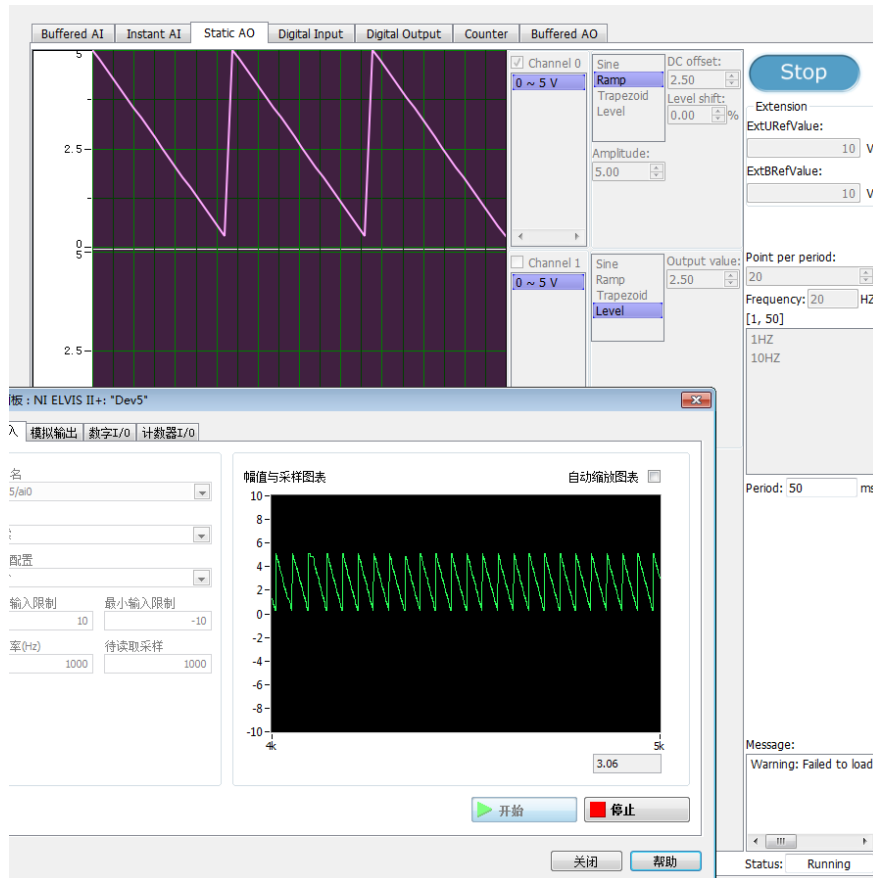 Buffered AI Instant AI Static AO Digital Input Digital Output Counter Buffered AO
5
2.5
0
Channel 0
0 ~ 5 V
Sine
Ramp
Trapezoid
Level
DC offset:
2.50
Level shift:
0.00 %
Amplitude:
5.00
Stop
Extension
ExtURefValue:
10 V
ExtBRefValue:
10 V
5
2.5
Channel 1
0 ~ 5 V
Sine
Ramp
Trapezoid
Level
Output value:
2.50
Point per period:
20
Frequency: 20 HZ
[1, 50]
1HZ
10HZ
Period: 50 ms
板 : NI ELVIS II+: "Dev5"
入 模拟输出 数字I/0 计数器I/0
名
5/ai0
配置
输入限制 最小输入限制
10 -10
率(Hz) 待读取采样
1000 1000
幅值与采样图表 自动缩放图表
10
8
6
4
2
0
-2
-4
-6
-8
-10
4k 5k
3.06
开始 停止
关闭 帮助
Message:
Warning: Failed to load
Status: Running